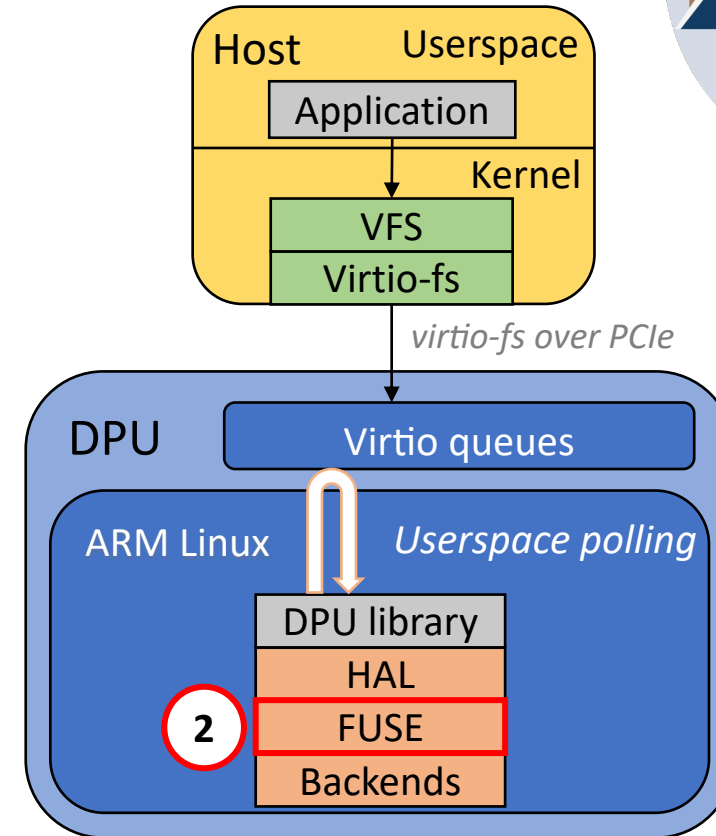 Host
Userspace
Application
Kernel
VFS
Virtio-fs
virtio-fs over PCIe
DPU
Virtio queues
ARM Linux
Userspace polling
DPU library
HAL
2
FUSE
Backends